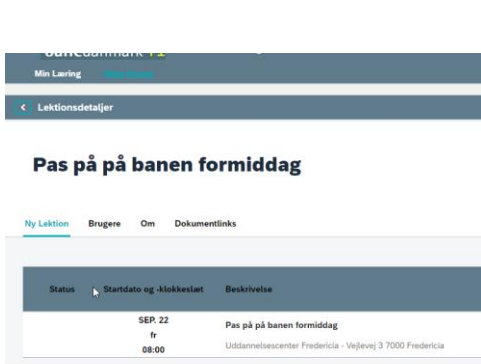 Min Læring
Lektionsdetaljer
Pas på på banen formiddag
Ny Lektion Brugere Om Dokumentlinks
Status Startdato og -klokkeslæt Beskrivelse
SEP. 22
fr
08:00
Pas på på banen formiddag
Uddannelsescenter Fredericia - Vejlevej 3 7000 Fredericia